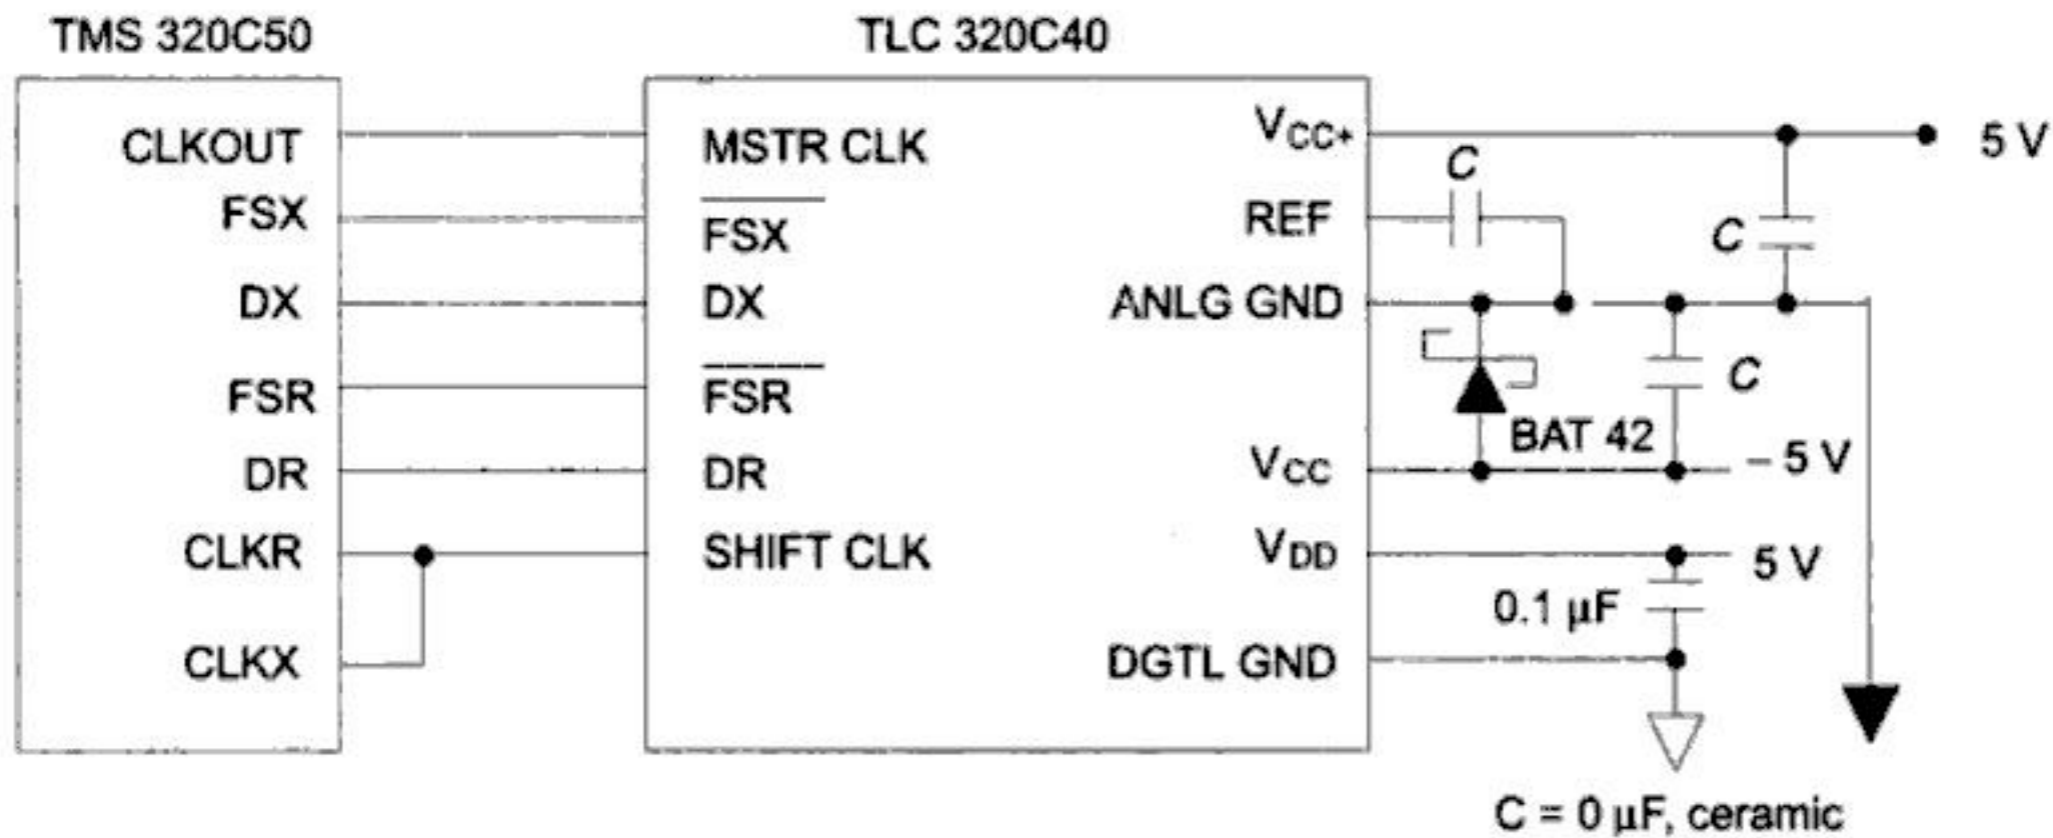 TMS 320C50
TLC 320C40
CLKOUT
FSX
DX
FSR
DR
CLKR
CLKX
MSTR CLK
FSX
DX
FSR
DR
SHIFT CLK
VCC+
REF
ANLG GND
VCC
VDD
DGTL GND
C
C
C
BAT 42
5 V
– 5 V
5 V
0.1 µF
C = 0 µF, ceramic